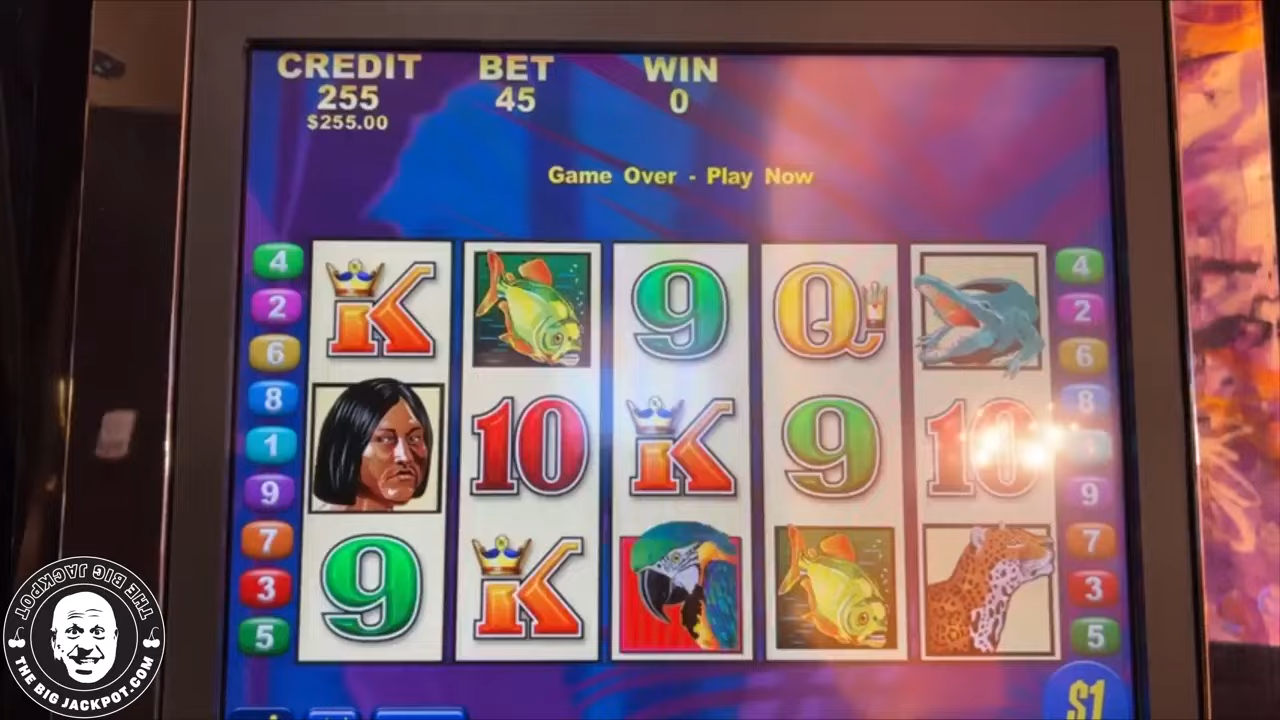 CREDIT BET WIN
255 45 0
$255.00
Game Over - Play Now
4 K 9 Q 4
2 2
6 6
8 8
1 10 K 9 10
9 9
7 7
3 9 K 3
5 5
$1
THE BIG JACKPOT
THE BIG JACKPOT.COM